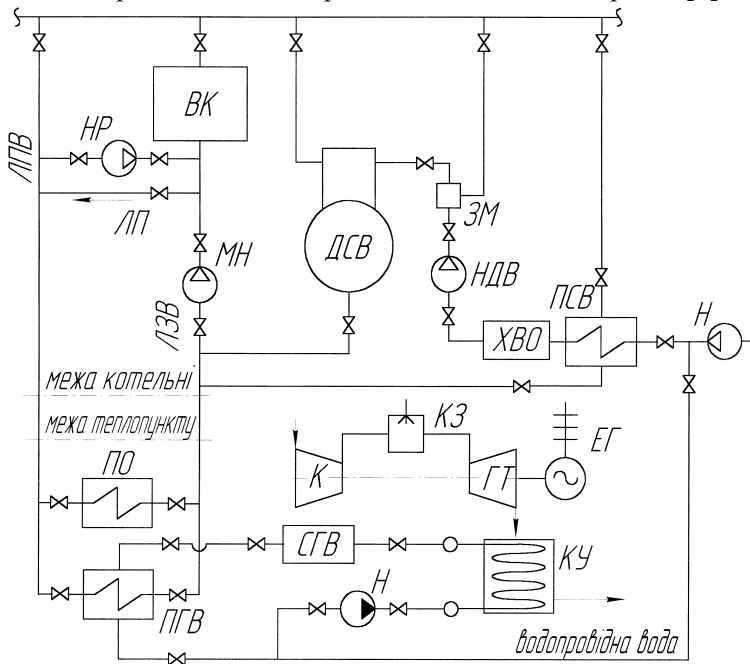 ВК
НР
ЛПВ
ЛП
МН
ДСВ
ЗМ
НДВ
ПСВ
Н
ЛЗВ
ХВО
межа котельні
межа теплопункту
КЗ
ЕГ
К
ГТ
ПО
СГВ
КУ
Н
ПГВ
водопровідна вода